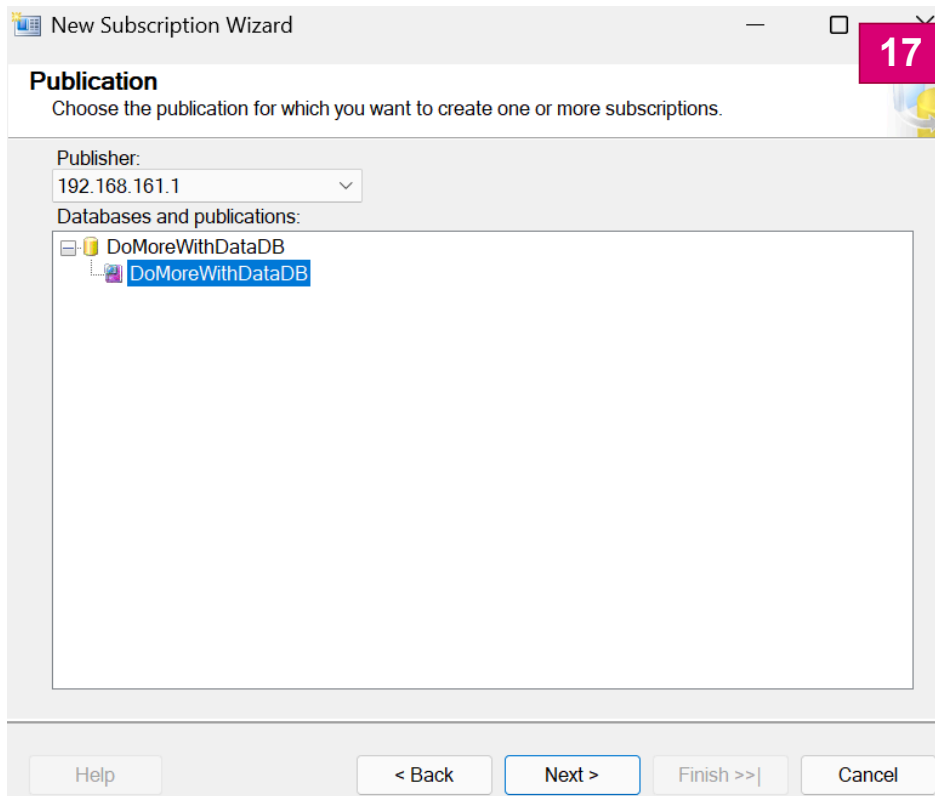 New Subscription Wizard
17
Publication
Choose the publication for which you want to create one or more subscriptions.
Publisher:
192.168.161.1
Databases and publications:
DoMoreWithDataDB
DoMoreWithDataDB
Help
< Back
Next >
Finish >>|
Cancel